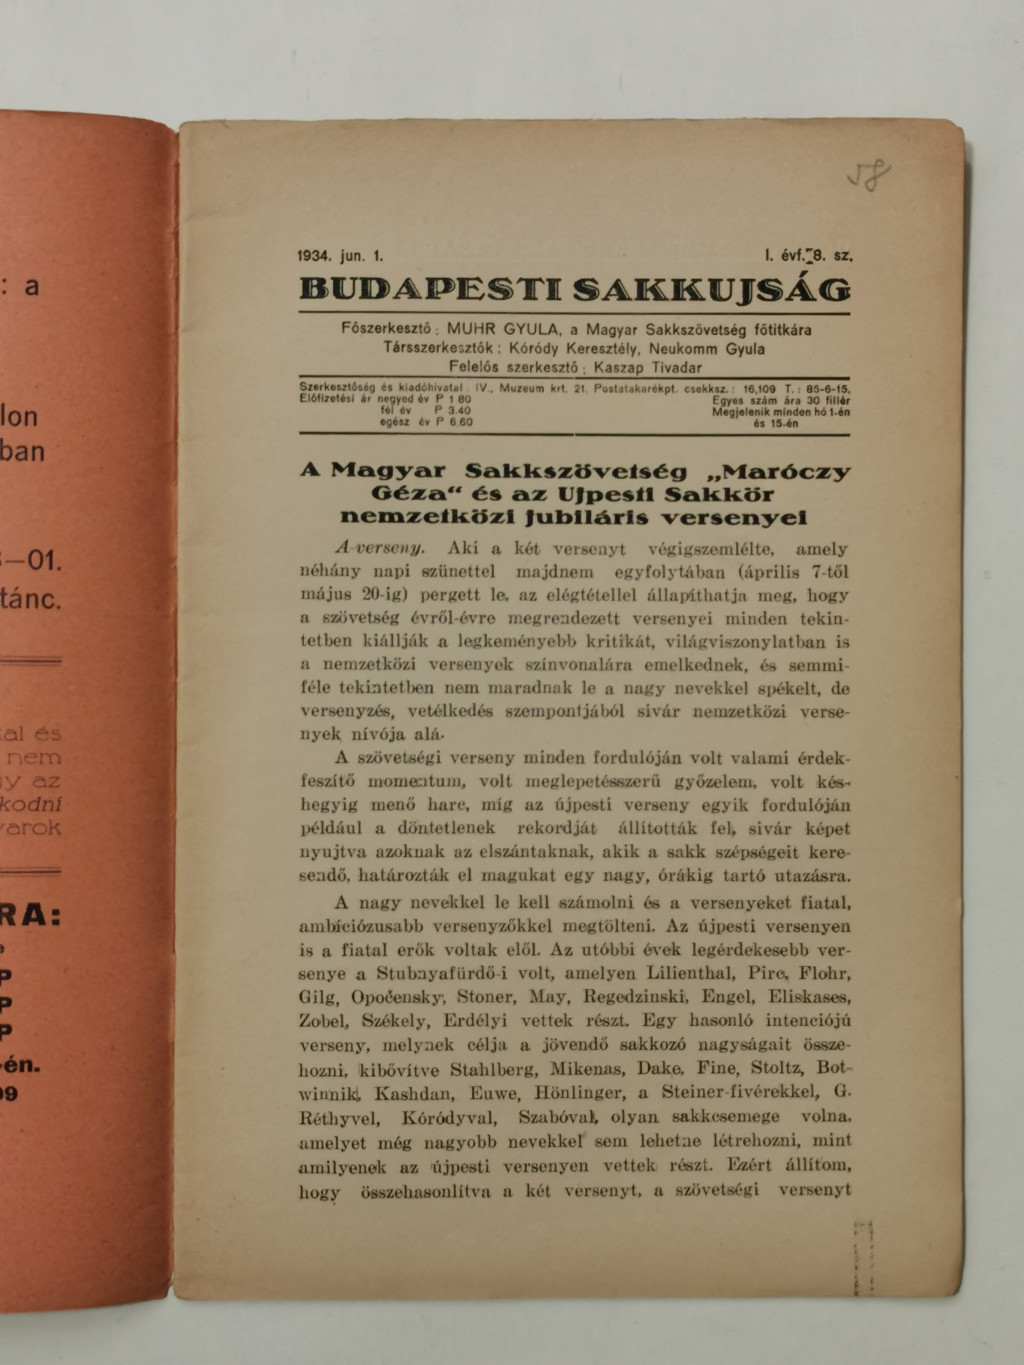 : a
lon
ban
–01.
tánc.
tal és
nem
gy az
kodni
yarok
RA:
P
P
P
-én.
09
58
1934. jun. 1. I. évf. 8. sz.
BUDAPESTI SAKKUJSÁG
Főszerkesztő: MUHR GYULA, a Magyar Sakkszövetség főtitkára
Társszerkesztők: Kóródy Keresztély, Neukomm Gyula
Felelős szerkesztő: Kaszap Tivadar
Szerkesztőség és kiadóhivatal: IV., Muzeum krt. 21. Postatakarékpt. csekksz.: 16,109 T.: 85-6-15.
Előfizetési ár negyed év P 1 80 Egyes szám ára 30 fillér
fél év P 3.40 Megjelenik minden hó 1-én
egész év P 6.60 és 15-én
A Magyar Sakkszövetség „Maróczy
Géza“ és az Ujpesti Sakkör
nemzetközi jubiláris versenyei
A-verseny. Aki a két versenyt végigszemlélte, amely
néhány napi szünettel majdnem egyfolytában (április 7-től
május 20-ig) pergett le, az elégtétellel állapíthatja meg, hogy
a szövetség évről-évre megrendezett versenyei minden tekin-
tetben kiállják a legkeményebb kritikát, világviszonylatban is
a nemzetközi versenyek színvonalára emelkednek, és semmi-
féle tekintetben nem maradnak le a nagy nevekkel spékelt, de
versenyzés, vetélkedés szempontjából sivár nemzetközi verse-
nyek nívója alá.
A szövetségi verseny minden fordulóján volt valami érdek-
feszítő momentum, volt meglepetésszerű győzelem, volt kés-
hegyig menő harc, míg az újpesti verseny egyik fordulóján
például a döntetlenek rekordját állították fel, sivár képet
nyujtva azoknak az elszántaknak, akik a sakk szépségeit kere-
sendő, határozták el magukat egy nagy, órákig tartó utazásra.
A nagy nevekkel le kell számolni és a versenyeket fiatal,
ambíciózusabb versenyzőkkel megtölteni. Az újpesti versenyen
is a fiatal erők voltak elől. Az utóbbi évek legérdekesebb ver-
senye a Stubnyafürdő-i volt, amelyen Lilienthal, Pirc, Flohr,
Gilg, Opočensky, Stoner, May, Regedzinski, Engel, Eliskases,
Zobel, Székely, Erdélyi vettek részt. Egy hasonló intenciójú
verseny, melynek célja a jövendő sakkozó nagyságait össze-
hozni, kibővítve Stahlberg, Mikenas, Dake, Fine, Stoltz, Bot-
winnik, Kashdan, Euwe, Hönlinger, a Steiner-fivérekkel, G.
Réthyvel, Kóródyval, Szabóval, olyan sakkcsemege volna,
amelyet még nagyobb nevekkel sem lehetne létrehozni, mint
amilyenek az újpesti versenyen vettek részt. Ezért állítom,
hogy összehasonlítva a két versenyt, a szövetségi versenyt